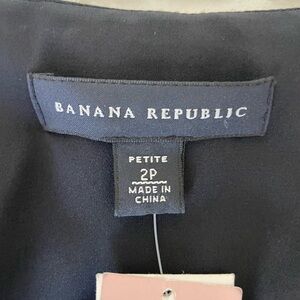 BANANA REPUBLIC
PETITE
2P
MADE IN
CHINA